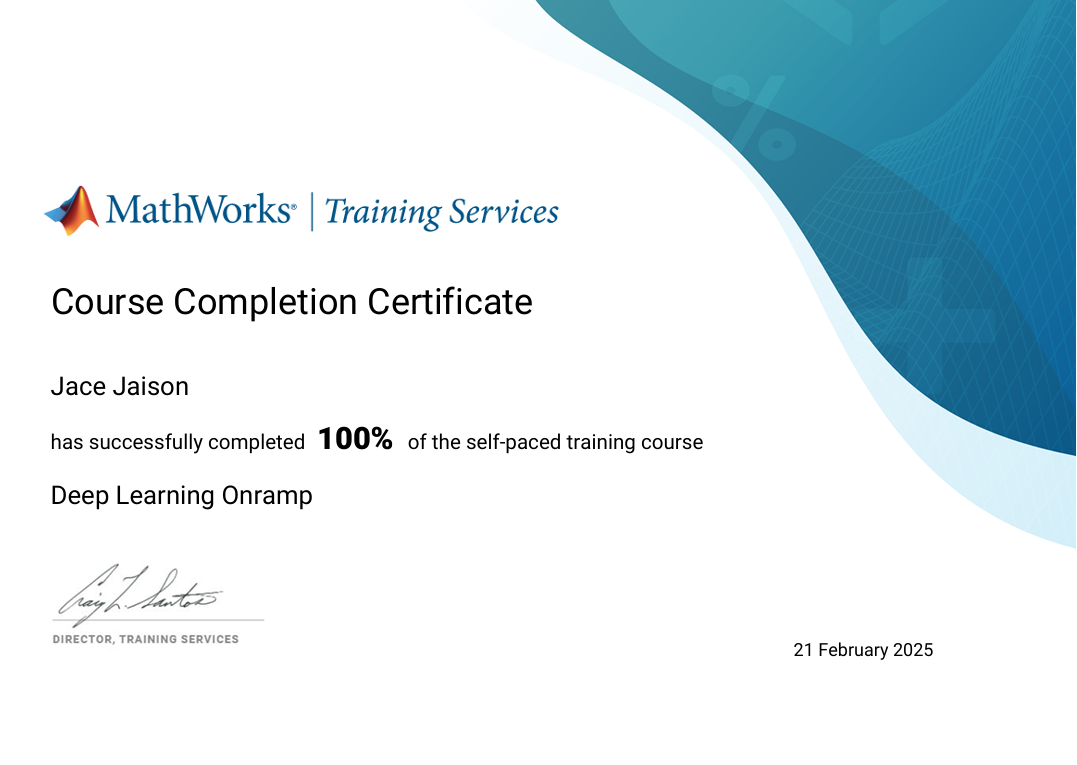 MathWorks® | Training Services
Course Completion Certificate
Jace Jaison
has successfully completed 100% of the self-paced training course
Deep Learning Onramp
Craig L. Santos
DIRECTOR, TRAINING SERVICES
21 February 2025